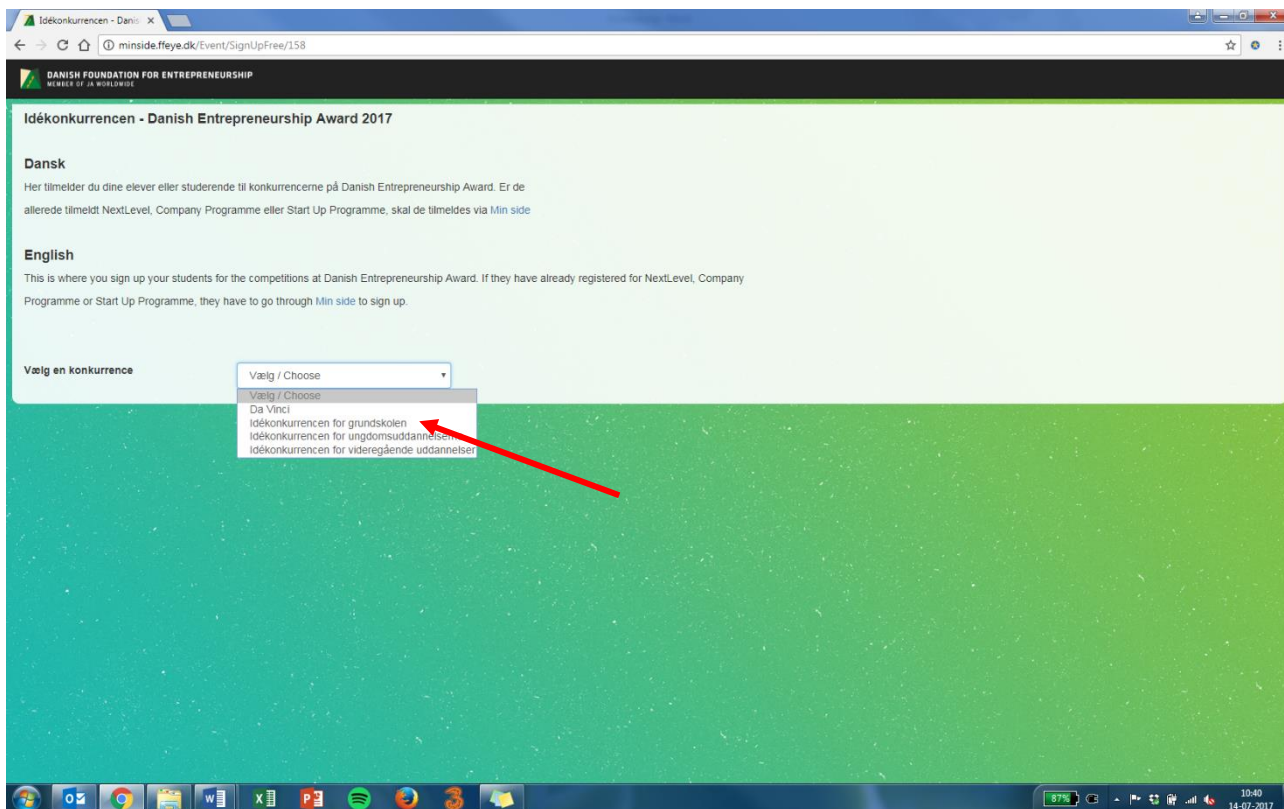 Idékonkurrencen - Danis
minside.ffeye.dk/Event/SignUpFree/158
DANISH FOUNDATION FOR ENTREPRENEURSHIP
MEMBER OF JA WORLDWIDE
Idékonkurrencen - Danish Entrepreneurship Award 2017
Dansk
Her tilmelder du dine elever eller studerende til konkurrencerne på Danish Entrepreneurship Award. Er de
allerede tilmeldt NextLevel, Company Programme eller Start Up Programme, skal de tilmeldes via Min side
English
This is where you sign up your students for the competitions at Danish Entrepreneurship Award. If they have already registered for NextLevel, Company
Programme or Start Up Programme, they have to go through Min side to sign up.
Vælg en konkurrence
Vælg / Choose
Vælg / Choose
Da Vinci
Idékonkurrencen for grundskolen
Idékonkurrencen for ungdomsuddannelsern
Idékonkurrencen for videregående uddannelser
87%
10:40
14-07-2017